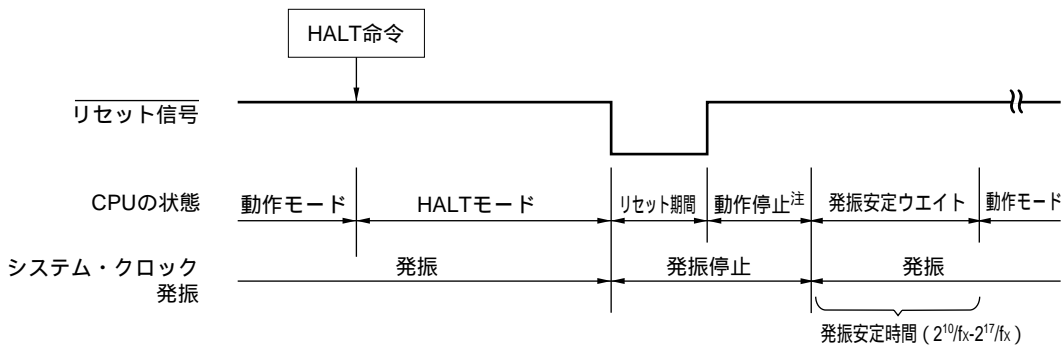 HALT命令
リセット信号
CPUの状態 動作モード HALTモード リセット期間 動作停止注 発振安定ウエイト 動作モード
システム・クロック
発振
発振 発振停止 発振
発振安定時間(2¹⁰/fx-2¹⁷/fx)